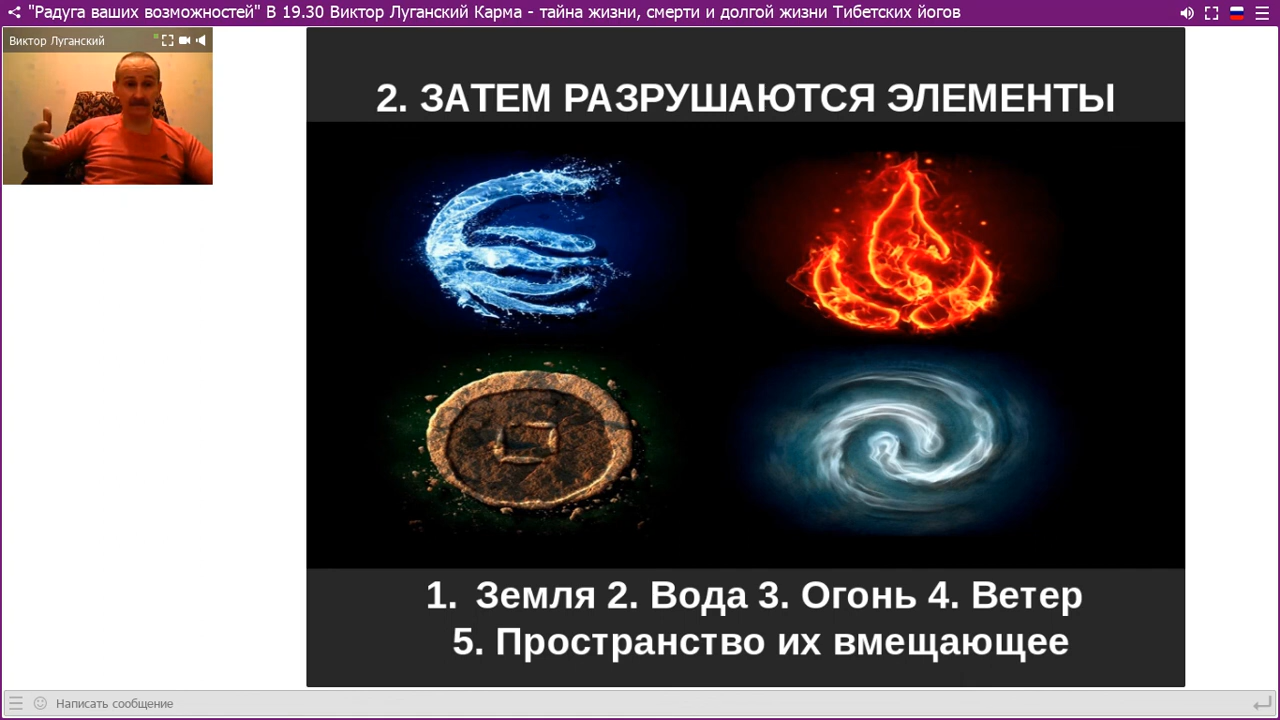 "Радуга ваших возможностей" В 19.30 Виктор Луганский Карма - тайна жизни, смерти и долгой жизни Тибетских йогов
Виктор Луганский
2. ЗАТЕМ РАЗРУШАЮТСЯ ЭЛЕМЕНТЫ
1. Земля 2. Вода 3. Огонь 4. Ветер
5. Пространство их вмещающее
Написать сообщение